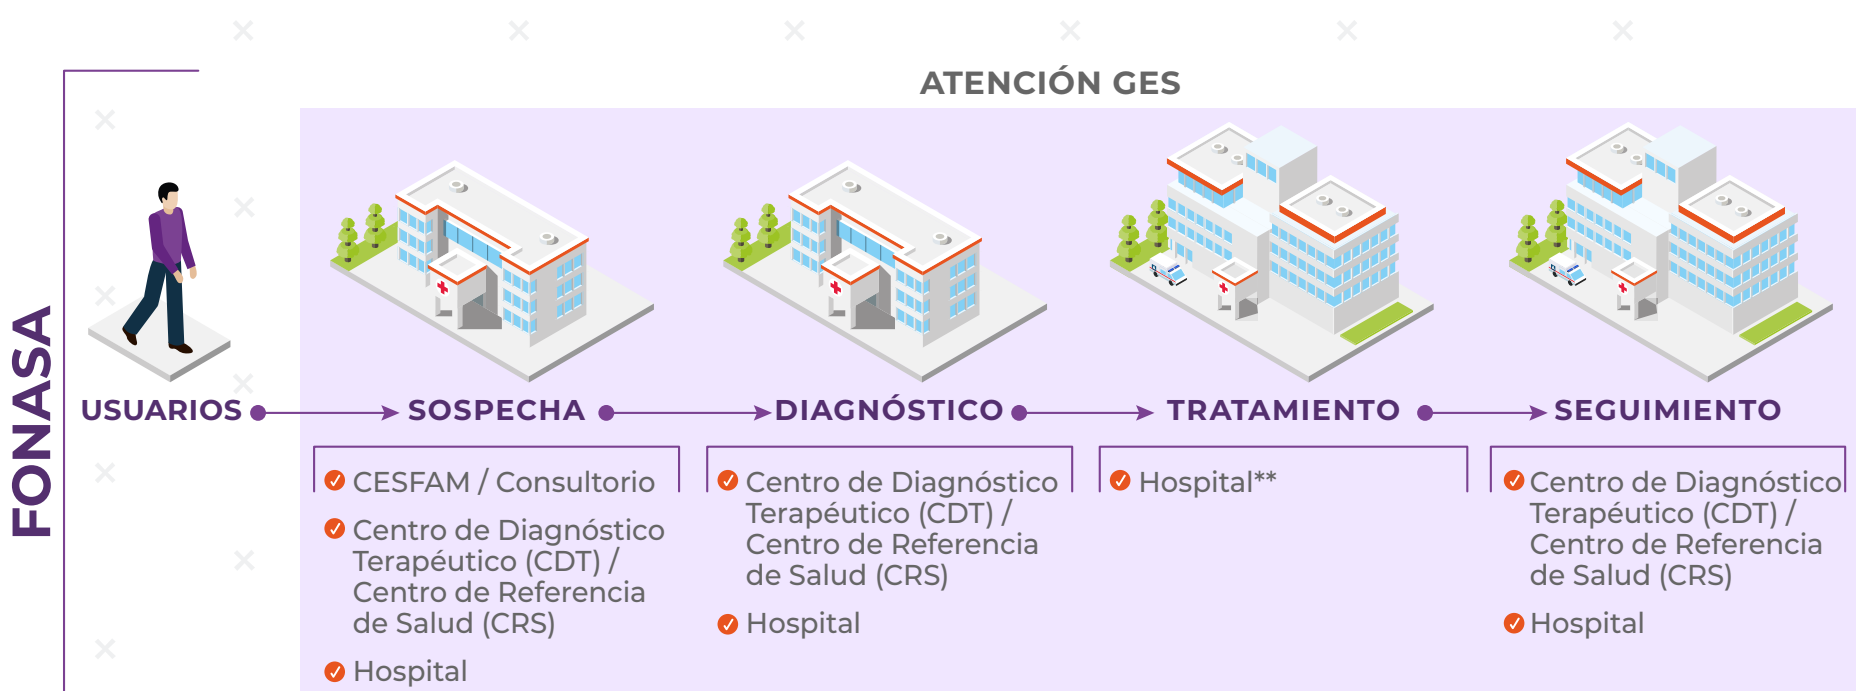 ATENCIÓN GES
FONASA
USUARIOS
SOSPECHA
CESFAM / Consultorio
Centro de Diagnóstico
Terapéutico (CDT) /
Centro de Referencia
de Salud (CRS)
Hospital
DIAGNÓSTICO
Centro de Diagnóstico
Terapéutico (CDT) /
Centro de Referencia
de Salud (CRS)
Hospital
TRATAMIENTO
Hospital**
SEGUIMIENTO
Centro de Diagnóstico
Terapéutico (CDT) /
Centro de Referencia
de Salud (CRS)
Hospital